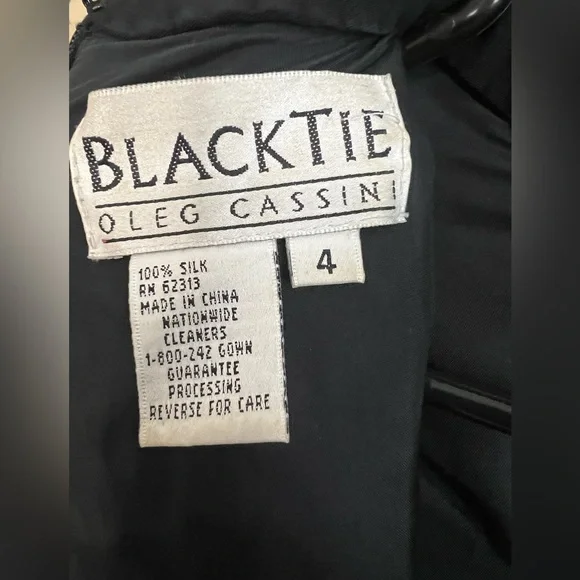 BLACKTIE
OLEG CASSINI
4
100% SILK
RN 62313
MADE IN CHINA
NATIONWIDE
CLEANERS
1-800-242 GOWN
GUARANTEE
PROCESSING
REVERSE FOR CARE